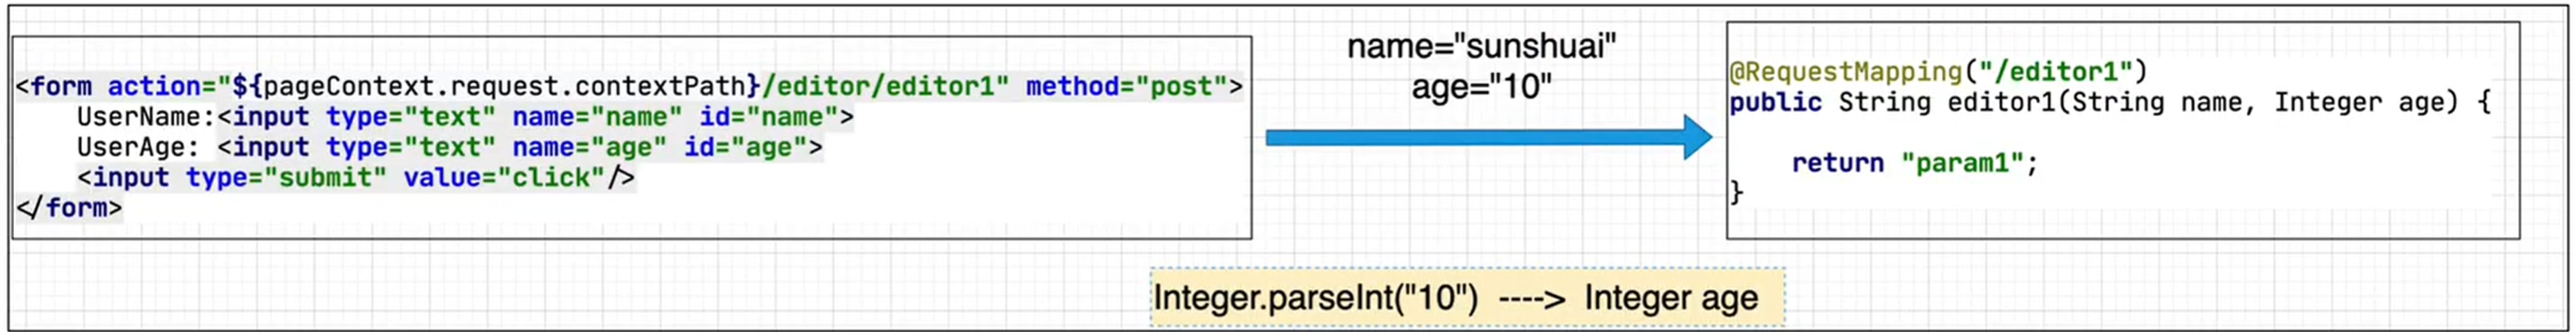 <form action="${pageContext.request.contextPath}/editor/editor1" method="post">
    UserName:<input type="text" name="name" id="name">
    UserAge: <input type="text" name="age" id="age">
    <input type="submit" value="click"/>
</form>
name="sunshuai"
age="10"
@RequestMapping("/editor1")
public String editor1(String name, Integer age) {
    return "param1";
}
Integer.parseInt("10") ----> Integer age